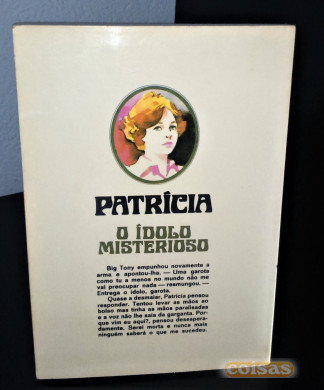 PATRÍCIA
O ÍDOLO
MISTERIOSO
Big Tony empunhou novamente a
arma e apontou-lha. — Uma garota
como tu a menos no mundo não me
vai preocupar nada — resmungou. —
Entrega o ídolo, garota.
Quase a desmaiar, Patrícia pensou
responder. Tentou levar as mãos ao
bolso mas tinha as mãos paralisadas
e a voz não lhe saía da garganta. Por-
que vim eu aqui?, pensou desespera-
damente. Serei morta e nunca mais
ninguém saberá o que me sucedeu.
coisas